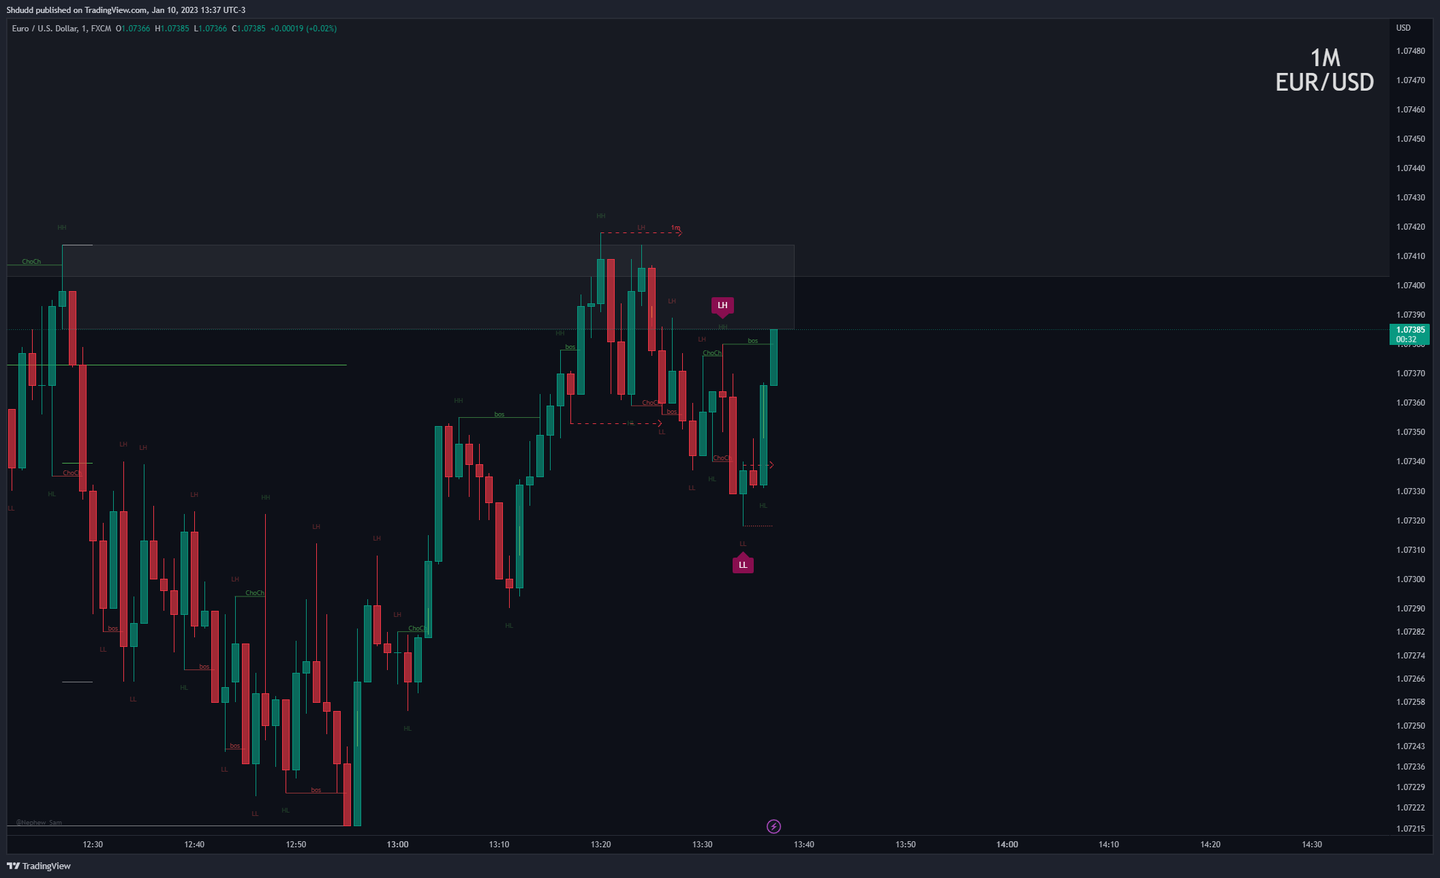 Shdudd published on TradingView.com, Jan 10, 2023 13:37 UTC-3
Euro / U.S. Dollar, 1, FXCM O1.07366 H1.07385 L1.07366 C1.07385 +0.00019 (+0.02%)
USD
1M
EUR/USD
1.07480
1.07470
1.07460
1.07450
1.07440
1.07430
1.07420
1.07410
1.07400
1.07390
1.07385
00:32
1.07370
1.07360
1.07350
1.07340
1.07330
1.07320
1.07310
1.07300
1.07290
1.07282
1.07274
1.07266
1.07258
1.07250
1.07243
1.07236
1.07229
1.07222
1.07215
HH
HH
LH
1m
ChoCh
LH
LH
HH
HH
bos
LH
bos
ChoCh
HH
ChoCh
bos
bos
HL
LL
LH
LH
ChoCh
ChoCh
HL
LL
HL
LH
HH
HL
LL
LH
LH
LL
LL
LH
ChoCh
LH
ChoCh
bos
LL
HL
bos
HL
LL
HL
bos
LL
bos
LL
HL
@Nephew_Sam_
12:30
12:40
12:50
13:00
13:10
13:20
13:30
13:40
13:50
14:00
14:10
14:20
14:30
TradingView